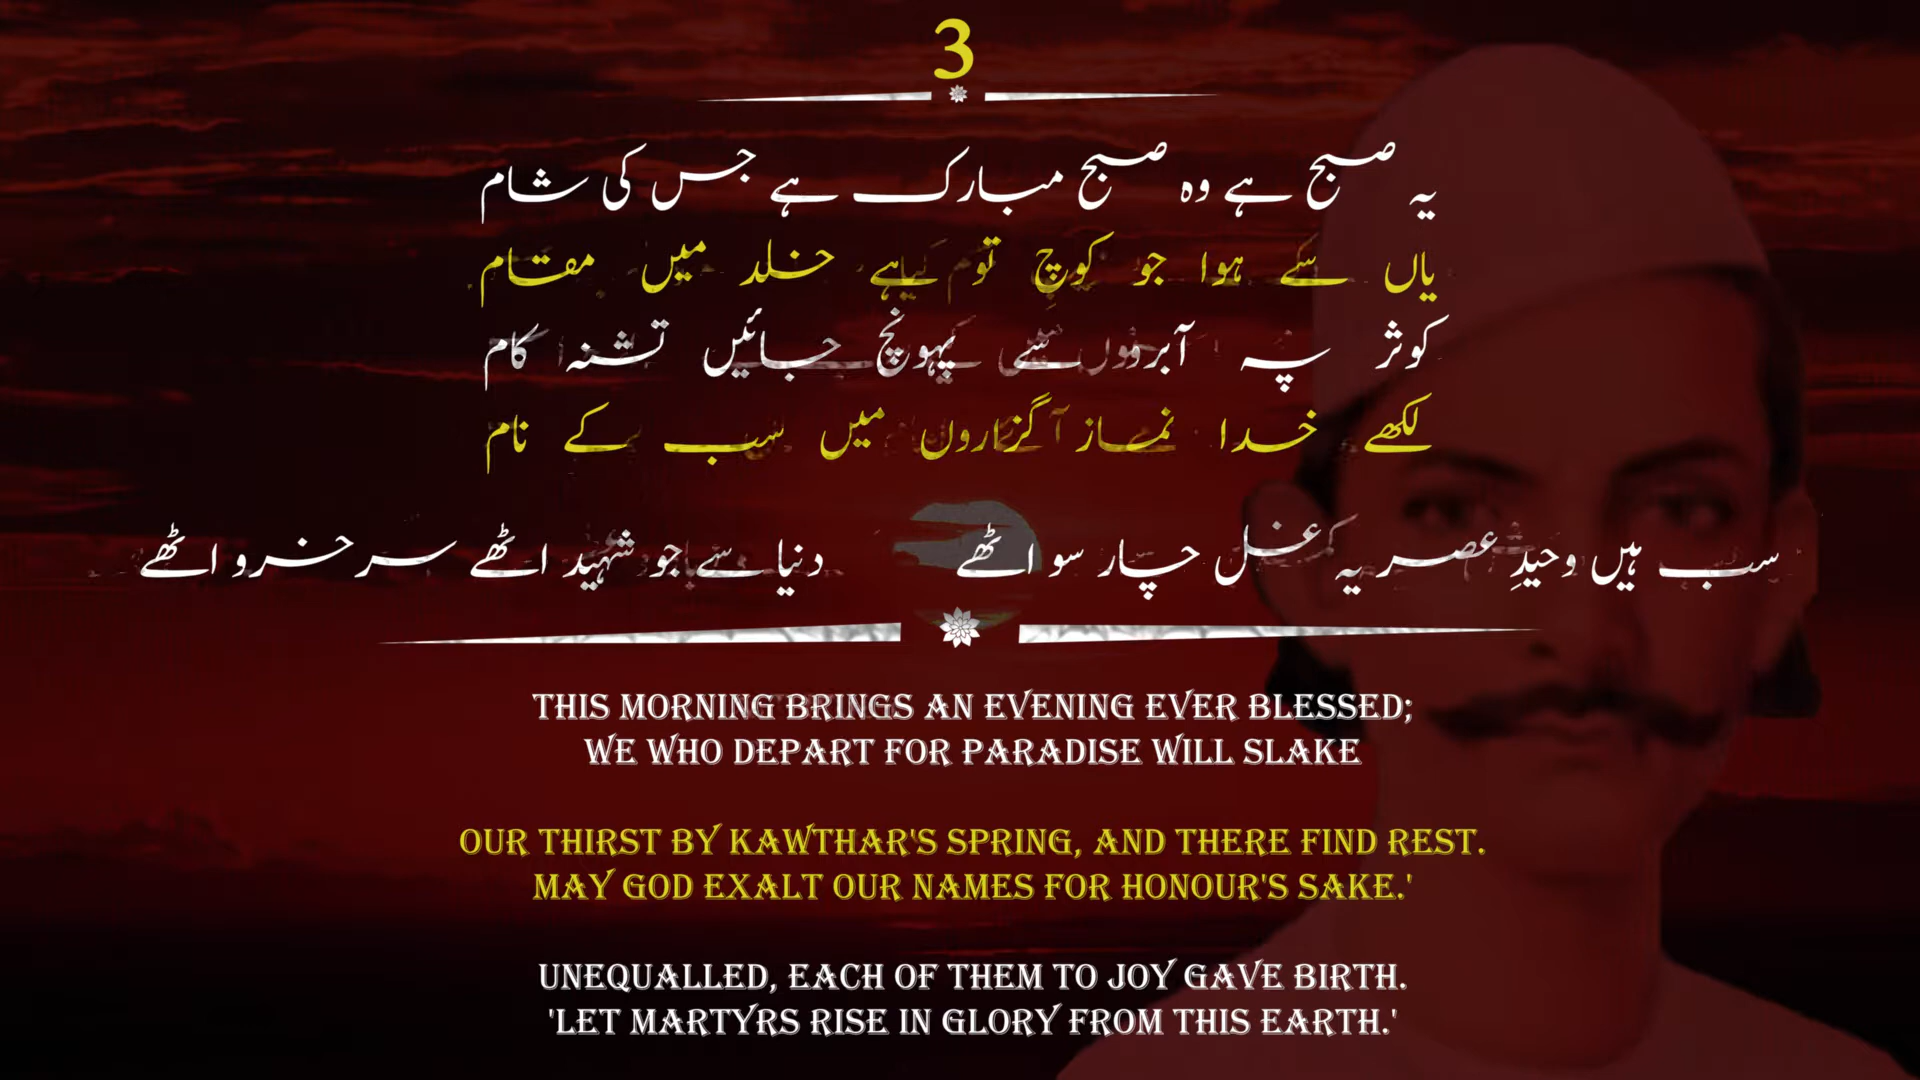 3
یہ صبح ہے وہ صبح مبارک ہے جس کی شام
یاں سے ہوا جو کوچ تو ہے خلد میں مقام
کوثر پہ آبرو سے پہونچ جائیں تشنہ کام
لکھے خدا نماز گزاروں میں سب کے نام
سب ہیں وحیدِ عصر یہ غل چار سو اٹھے دنیا سے جو شہید اٹھے سرخرو اٹھے
THIS MORNING BRINGS AN EVENING EVER BLESSED;
WE WHO DEPART FOR PARADISE WILL SLAKE
OUR THIRST BY KAWTHAR'S SPRING, AND THERE FIND REST.
MAY GOD EXALT OUR NAMES FOR HONOUR'S SAKE.'
UNEQUALLED, EACH OF THEM TO JOY GAVE BIRTH.
'LET MARTYRS RISE IN GLORY FROM THIS EARTH.'